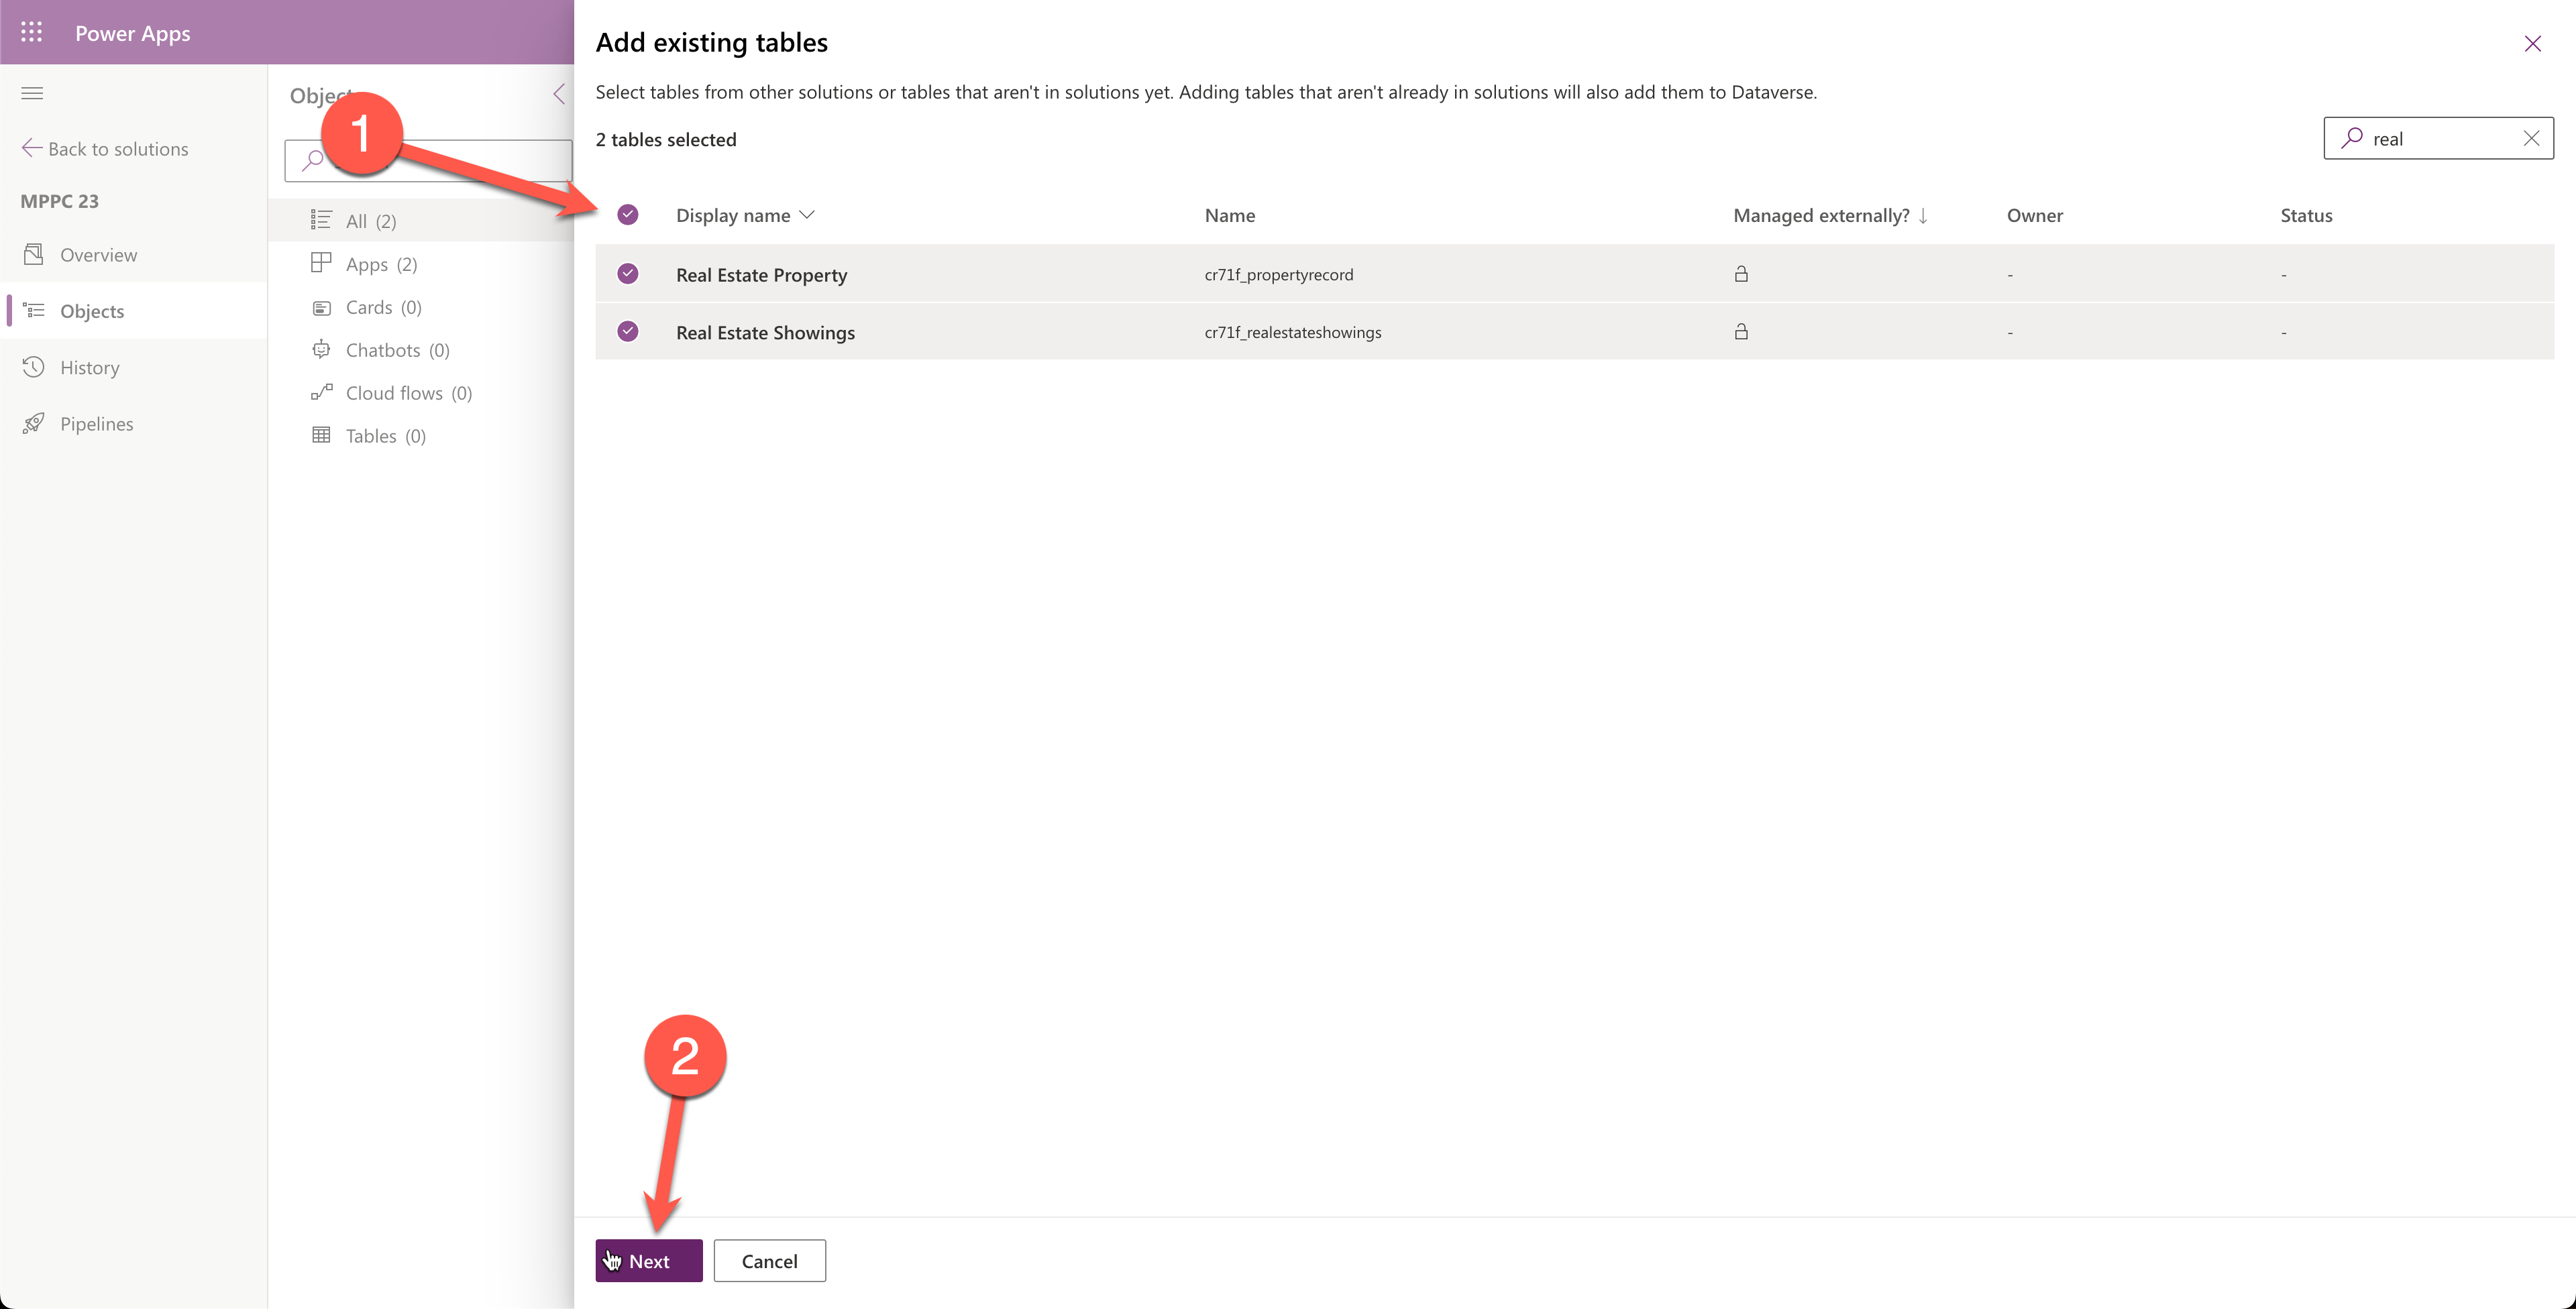 Power Apps
Back to solutions
MPPC 23
Overview
Objects
History
Pipelines
Object
1
All (2)
Apps (2)
Cards (0)
Chatbots (0)
Cloud flows (0)
Tables (0)
Add existing tables
Select tables from other solutions or tables that aren't in solutions yet. Adding tables that aren't already in solutions will also add them to Dataverse.
2 tables selected
real
Display name Name Managed externally? ↓ Owner Status
Real Estate Property cr71f_propertyrecord - -
Real Estate Showings cr71f_realestateshowings - -
2
Next Cancel